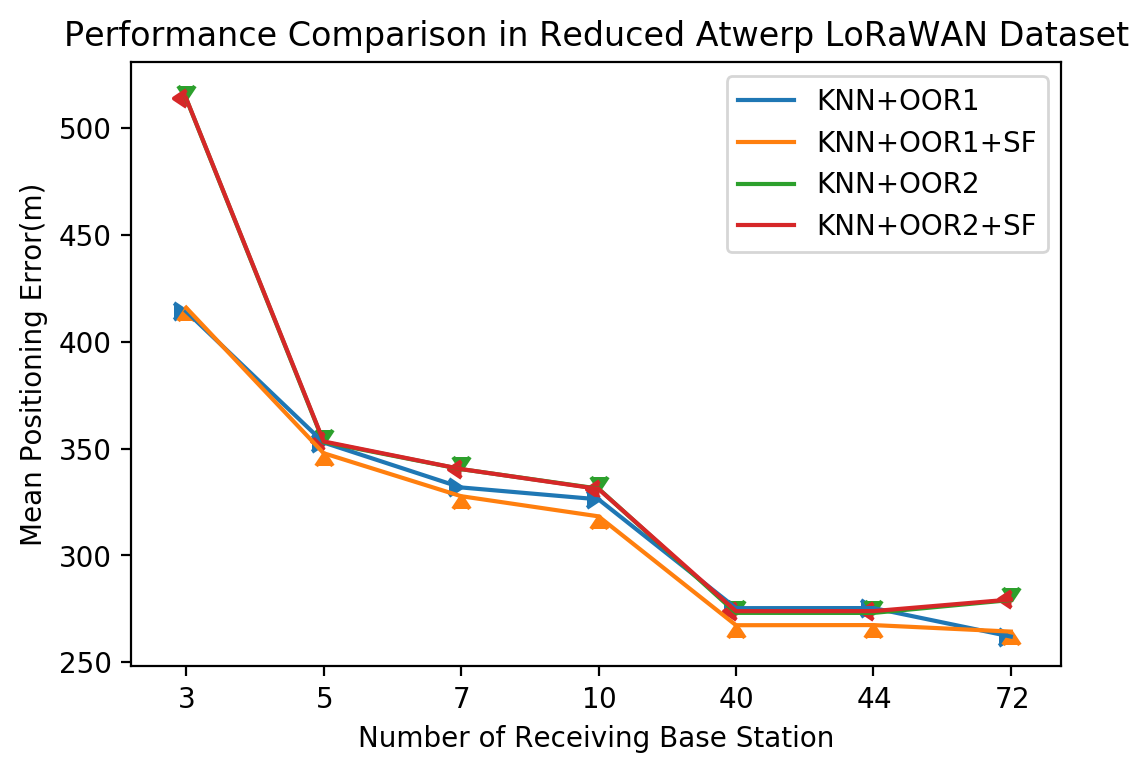 Performance Comparison in Reduced Atwerp LoRaWAN Dataset
KNN+OOR1
KNN+OOR1+SF
KNN+OOR2
KNN+OOR2+SF
Mean Positioning Error(m)
500
450
400
350
300
250
3 5 7 10 40 44 72
Number of Receiving Base Station